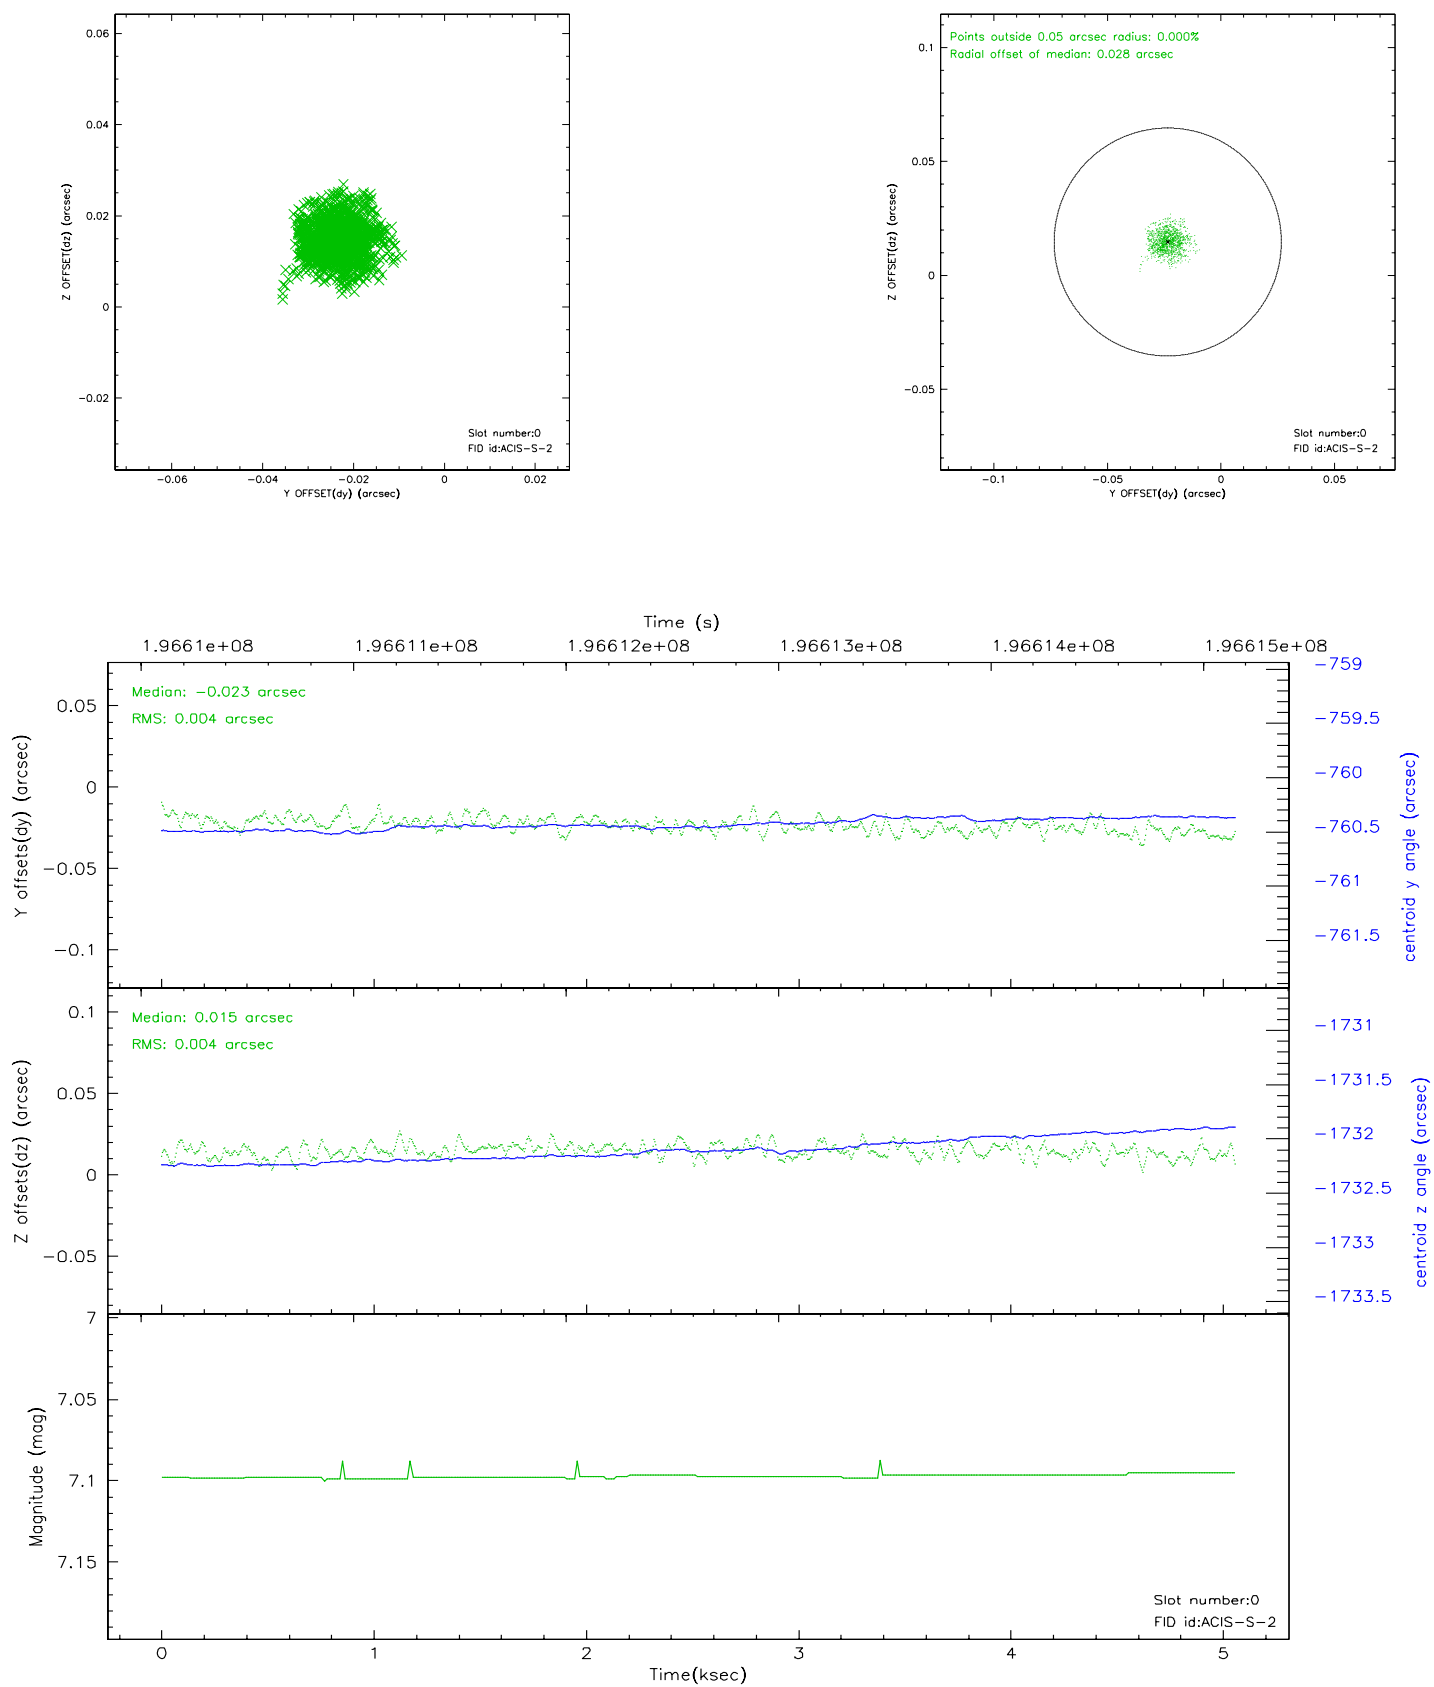 0.06
0.04
0.02
0
-0.02
Z OFFSET(dz) (arcsec)
Slot number:0
FID id:ACIS-S-2
-0.06 -0.04 -0.02 0 0.02
Y OFFSET(dy) (arcsec)
Points outside 0.05 arcsec radius: 0.000%
Radial offset of median: 0.028 arcsec
0.1
0.05
0
-0.05
Z OFFSET(dz) (arcsec)
Slot number:0
FID id:ACIS-S-2
-0.1 -0.05 0 0.05
Y OFFSET(dy) (arcsec)
Time (s)
1.9661e+08 1.96611e+08 1.96612e+08 1.96613e+08 1.96614e+08 1.96615e+08
Median: -0.023 arcsec
RMS: 0.004 arcsec
0.05
0
-0.05
-0.1
Y offsets(dy) (arcsec)
-759
-759.5
-760
-760.5
-761
-761.5
centroid y angle (arcsec)
Median: 0.015 arcsec
RMS: 0.004 arcsec
0.1
0.05
0
-0.05
Z offsets(dz) (arcsec)
-1731
-1731.5
-1732
-1732.5
-1733
-1733.5
centroid z angle (arcsec)
7
7.05
7.1
7.15
Magnitude (mag)
Slot number:0
FID id:ACIS-S-2
0 1 2 3 4 5
Time(ksec)